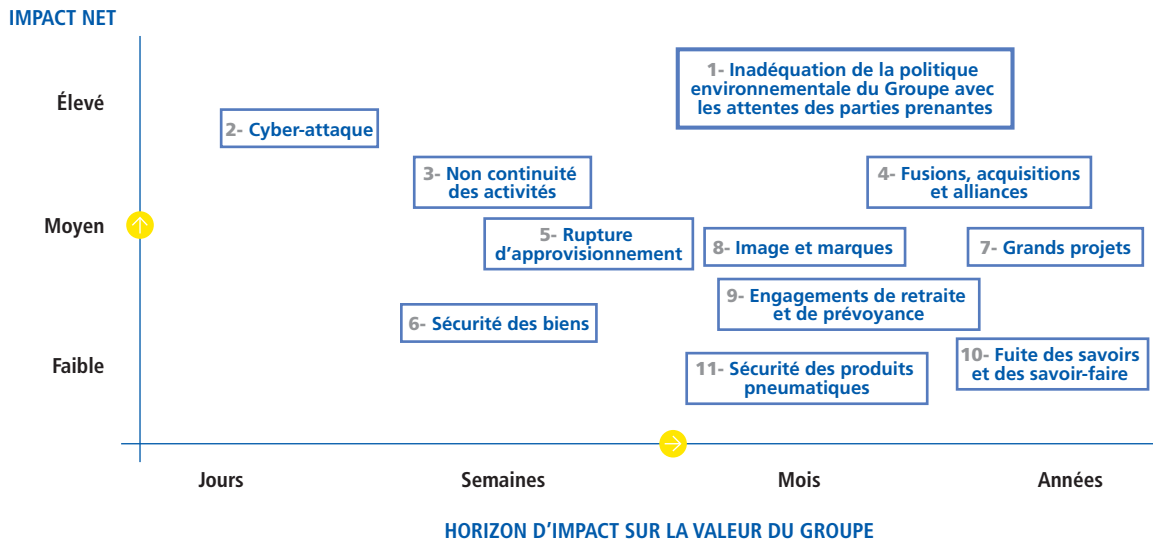 IMPACT NET
Élevé
1- Inadéquation de la politique
environnementale du Groupe avec
les attentes des parties prenantes
2- Cyber-attaque
3- Non continuité
des activités
4- Fusions, acquisitions
et alliances
Moyen
5- Rupture
d'approvisionnement
8- Image et marques
7- Grands projets
9- Engagements de retraite
et de prévoyance
6- Sécurité des biens
Faible
11- Sécurité des produits
pneumatiques
10- Fuite des savoirs
et des savoir-faire
Jours
Semaines
Mois
Années
HORIZON D'IMPACT SUR LA VALEUR DU GROUPE